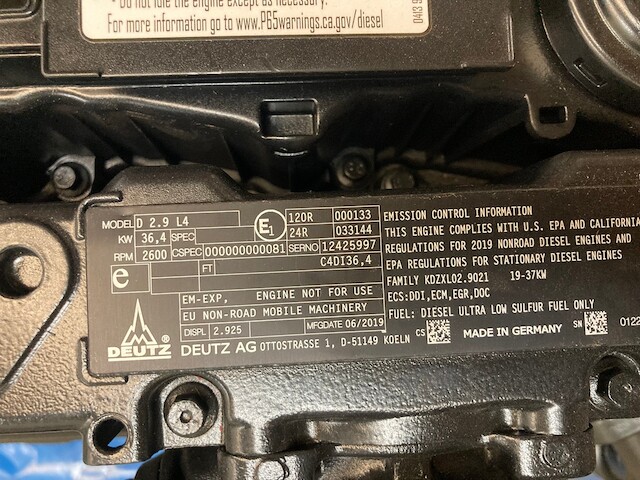 • Do not idle the engine except as necessary.
For more information go to www.P65warnings.ca.gov/diesel
0413 9
MODEL D 2.9 L4
KW 36,4 SPEC
RPM 2600 CSPEC 000000000081
E1 120R 000133
24R 033144
SERNO 12425997
e FT C4DI36,4
EM-EXP, ENGINE NOT FOR USE
EU NON-ROAD MOBILE MACHINERY
DISPL 2.925 MFGDATE 06/2019
DEUTZ
DEUTZ AG OTTOSTRASSE 1, D-51149 KOELN
EMISSION CONTROL INFORMATION
THIS ENGINE COMPLIES WITH U.S. EPA AND CALIFORNIA
REGULATIONS FOR 2019 NONROAD DIESEL ENGINES AND
EPA REGULATIONS FOR STATIONARY DIESEL ENGINES
FAMILY KDZXL02.9021 19-37KW
ECS:DDI,ECM,EGR,DOC
FUEL: DIESEL ULTRA LOW SULFUR FUEL ONLY
CS MADE IN GERMANY SN 0122